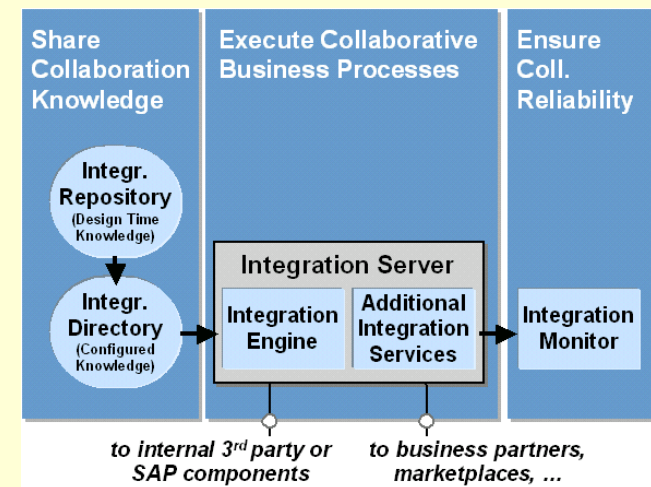 Share
Collaboration
Knowledge
Execute Collaborative
Business Processes
Ensure
Coll.
Reliability
Integr.
Repository
(Design Time
Knowledge)
Integr.
Directory
(Configured
Knowledge)
Integration Server
Integration
Engine
Additional
Integration
Services
Integration
Monitor
to internal 3rd party or
SAP components
to business partners,
marketplaces, ...